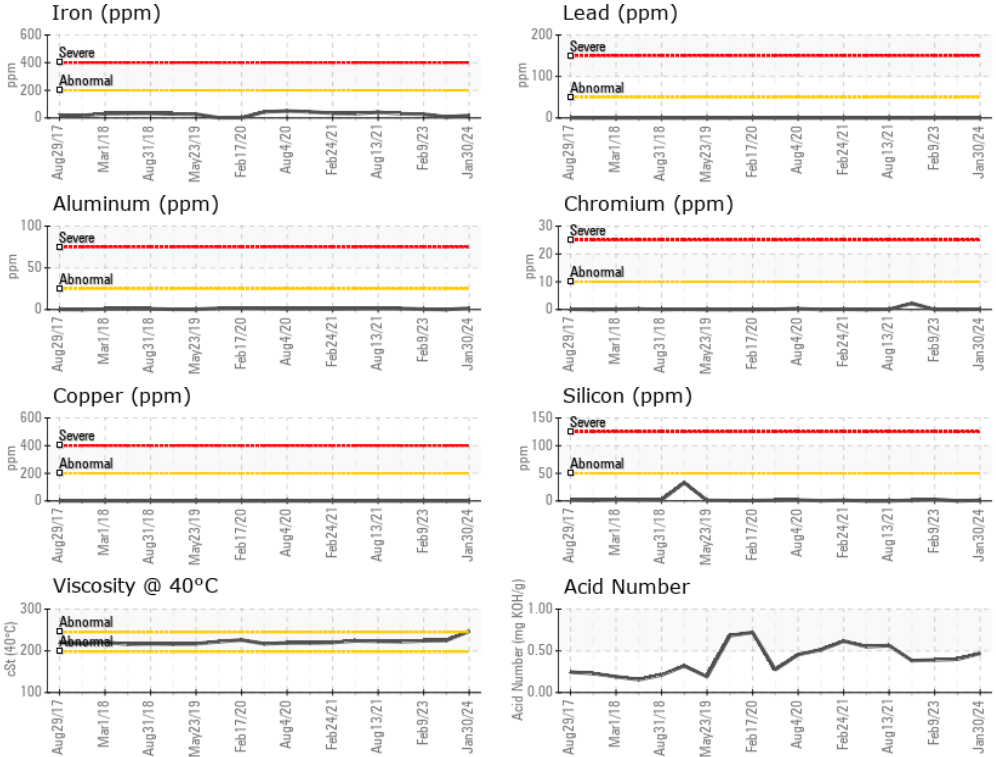 Iron (ppm)
600
400
200
0
ppm
Severe
Abnormal
Aug29/17
Mar1/18
Aug31/18
May23/19
Feb17/20
Aug4/20
Feb24/21
Aug13/21
Feb9/23
Jan30/24
Lead (ppm)
200
100
0
ppm
Severe
Abnormal
Aug29/17
Mar1/18
Aug31/18
May23/19
Feb17/20
Aug4/20
Feb24/21
Aug13/21
Feb9/23
Jan30/24
Aluminum (ppm)
100
50
0
ppm
Severe
Abnormal
Aug29/17
Mar1/18
Aug31/18
May23/19
Feb17/20
Aug4/20
Feb24/21
Aug13/21
Feb9/23
Jan30/24
Chromium (ppm)
30
20
10
0
ppm
Severe
Abnormal
Aug29/17
Mar1/18
Aug31/18
May23/19
Feb17/20
Aug4/20
Feb24/21
Aug13/21
Feb9/23
Jan30/24
Copper (ppm)
600
400
200
0
ppm
Severe
Abnormal
Aug29/17
Mar1/18
Aug31/18
May23/19
Feb17/20
Aug4/20
Feb24/21
Aug13/21
Feb9/23
Jan30/24
Silicon (ppm)
150
100
50
0
ppm
Severe
Abnormal
Aug29/17
Mar1/18
Aug31/18
May23/19
Feb17/20
Aug4/20
Feb24/21
Aug13/21
Feb9/23
Jan30/24
Viscosity @ 40°C
300
200
100
cSt (40°C)
Abnormal
Abnormal
Aug29/17
Mar1/18
Aug31/18
May23/19
Feb17/20
Aug4/20
Feb24/21
Aug13/21
Feb9/23
Jan30/24
Acid Number
1.00
0.50
0.00
Acid Number (mg KOH/g)
Aug29/17
Mar1/18
Aug31/18
May23/19
Feb17/20
Aug4/20
Feb24/21
Aug13/21
Feb9/23
Jan30/24